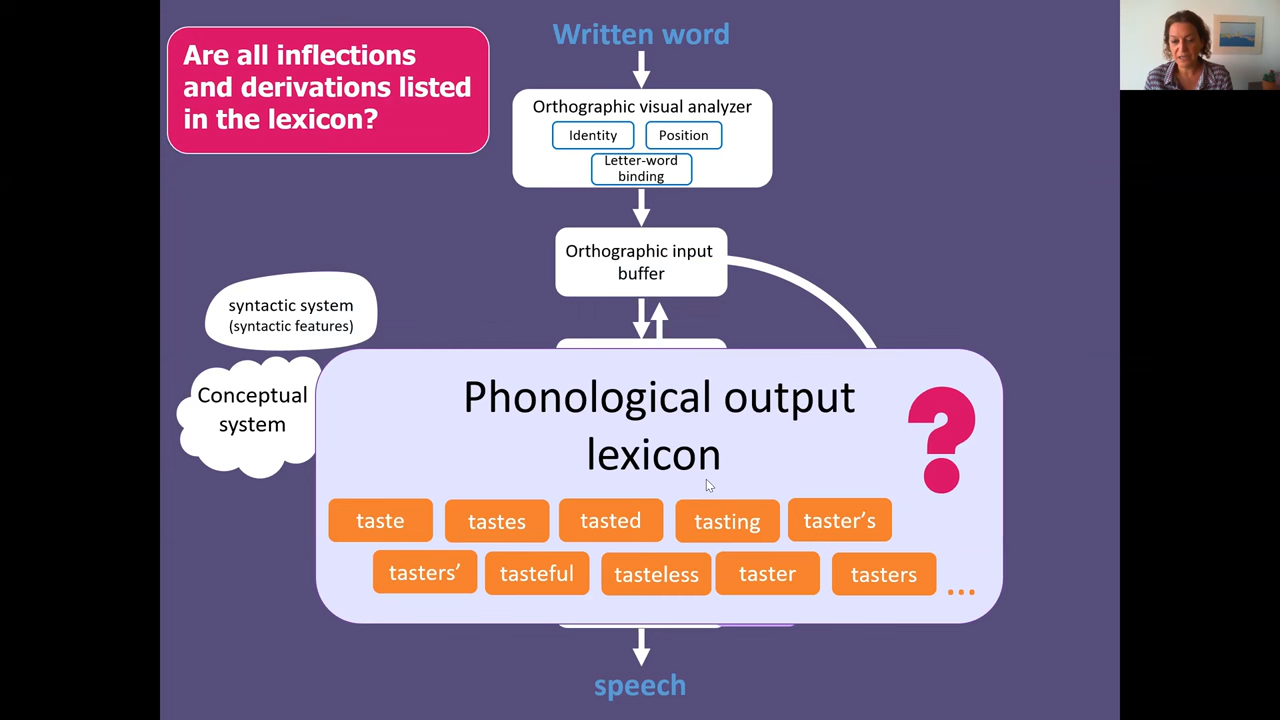 Written word
Are all inflections
and derivations listed
in the lexicon?
Orthographic visual analyzer
Identity
Position
Letter-word
binding
Orthographic input
buffer
syntactic system
(syntactic features)
Conceptual
system
Phonological output
lexicon
?
taste
tastes
tasted
tasting
taster's
tasters'
tasteful
tasteless
taster
tasters
...
speech